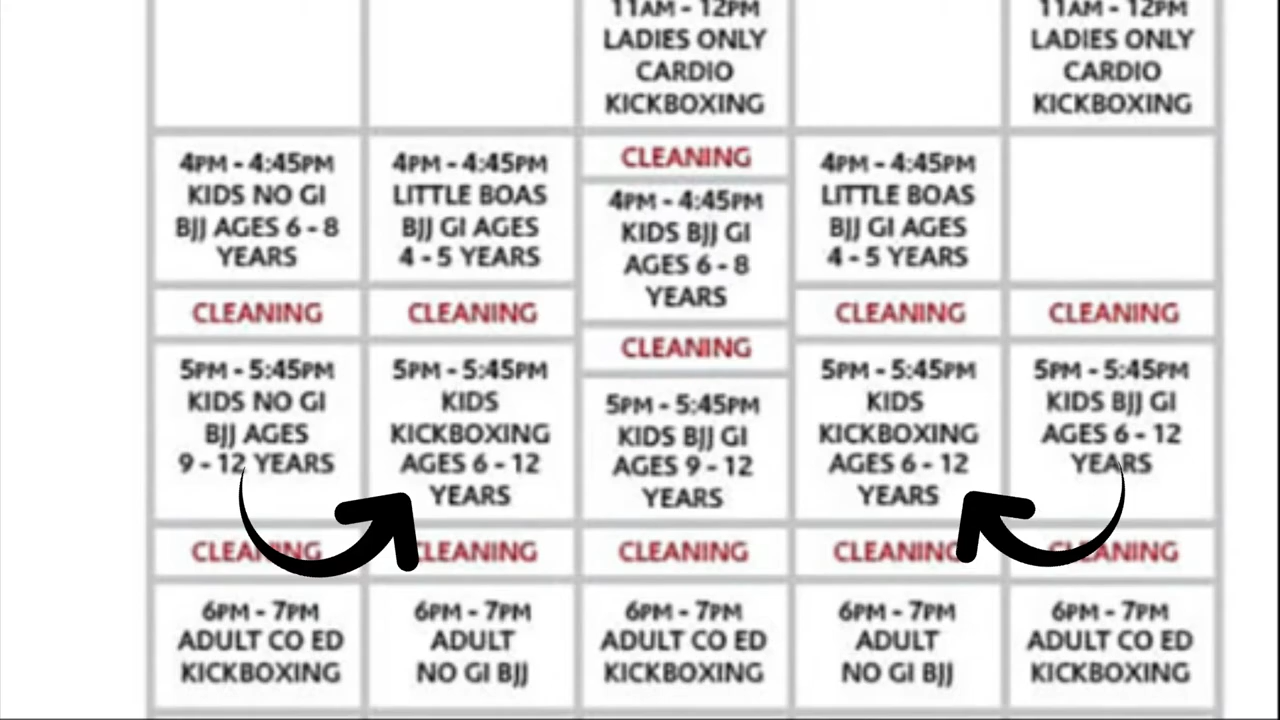 11AM - 12PM
LADIES ONLY
CARDIO
KICKBOXING
11AM - 12PM
LADIES ONLY
CARDIO
KICKBOXING
4PM - 4:45PM
KIDS NO GI
BJJ AGES 6 - 8
YEARS
4PM - 4:45PM
LITTLE BOAS
BJJ GI AGES
4 - 5 YEARS
CLEANING
4PM - 4:45PM
KIDS BJJ GI
AGES 6 - 8
YEARS
4PM - 4:45PM
LITTLE BOAS
BJJ GI AGES
4 - 5 YEARS
CLEANING
CLEANING
CLEANING
CLEANING
CLEANING
5PM - 5:45PM
KIDS NO GI
BJJ AGES
9 - 12 YEARS
5PM - 5:45PM
KIDS
KICKBOXING
AGES 6 - 12
YEARS
5PM - 5:45PM
KIDS BJJ GI
AGES 9 - 12
YEARS
5PM - 5:45PM
KIDS
KICKBOXING
AGES 6 - 12
YEARS
5PM - 5:45PM
KIDS BJJ GI
AGES 6 - 12
YEARS
CLEANING
CLEANING
CLEANING
CLEANING
CLEANING
6PM - 7PM
ADULT CO ED
KICKBOXING
6PM - 7PM
ADULT
NO GI BJJ
6PM - 7PM
ADULT CO ED
KICKBOXING
6PM - 7PM
ADULT
NO GI BJJ
6PM - 7PM
ADULT CO ED
KICKBOXING